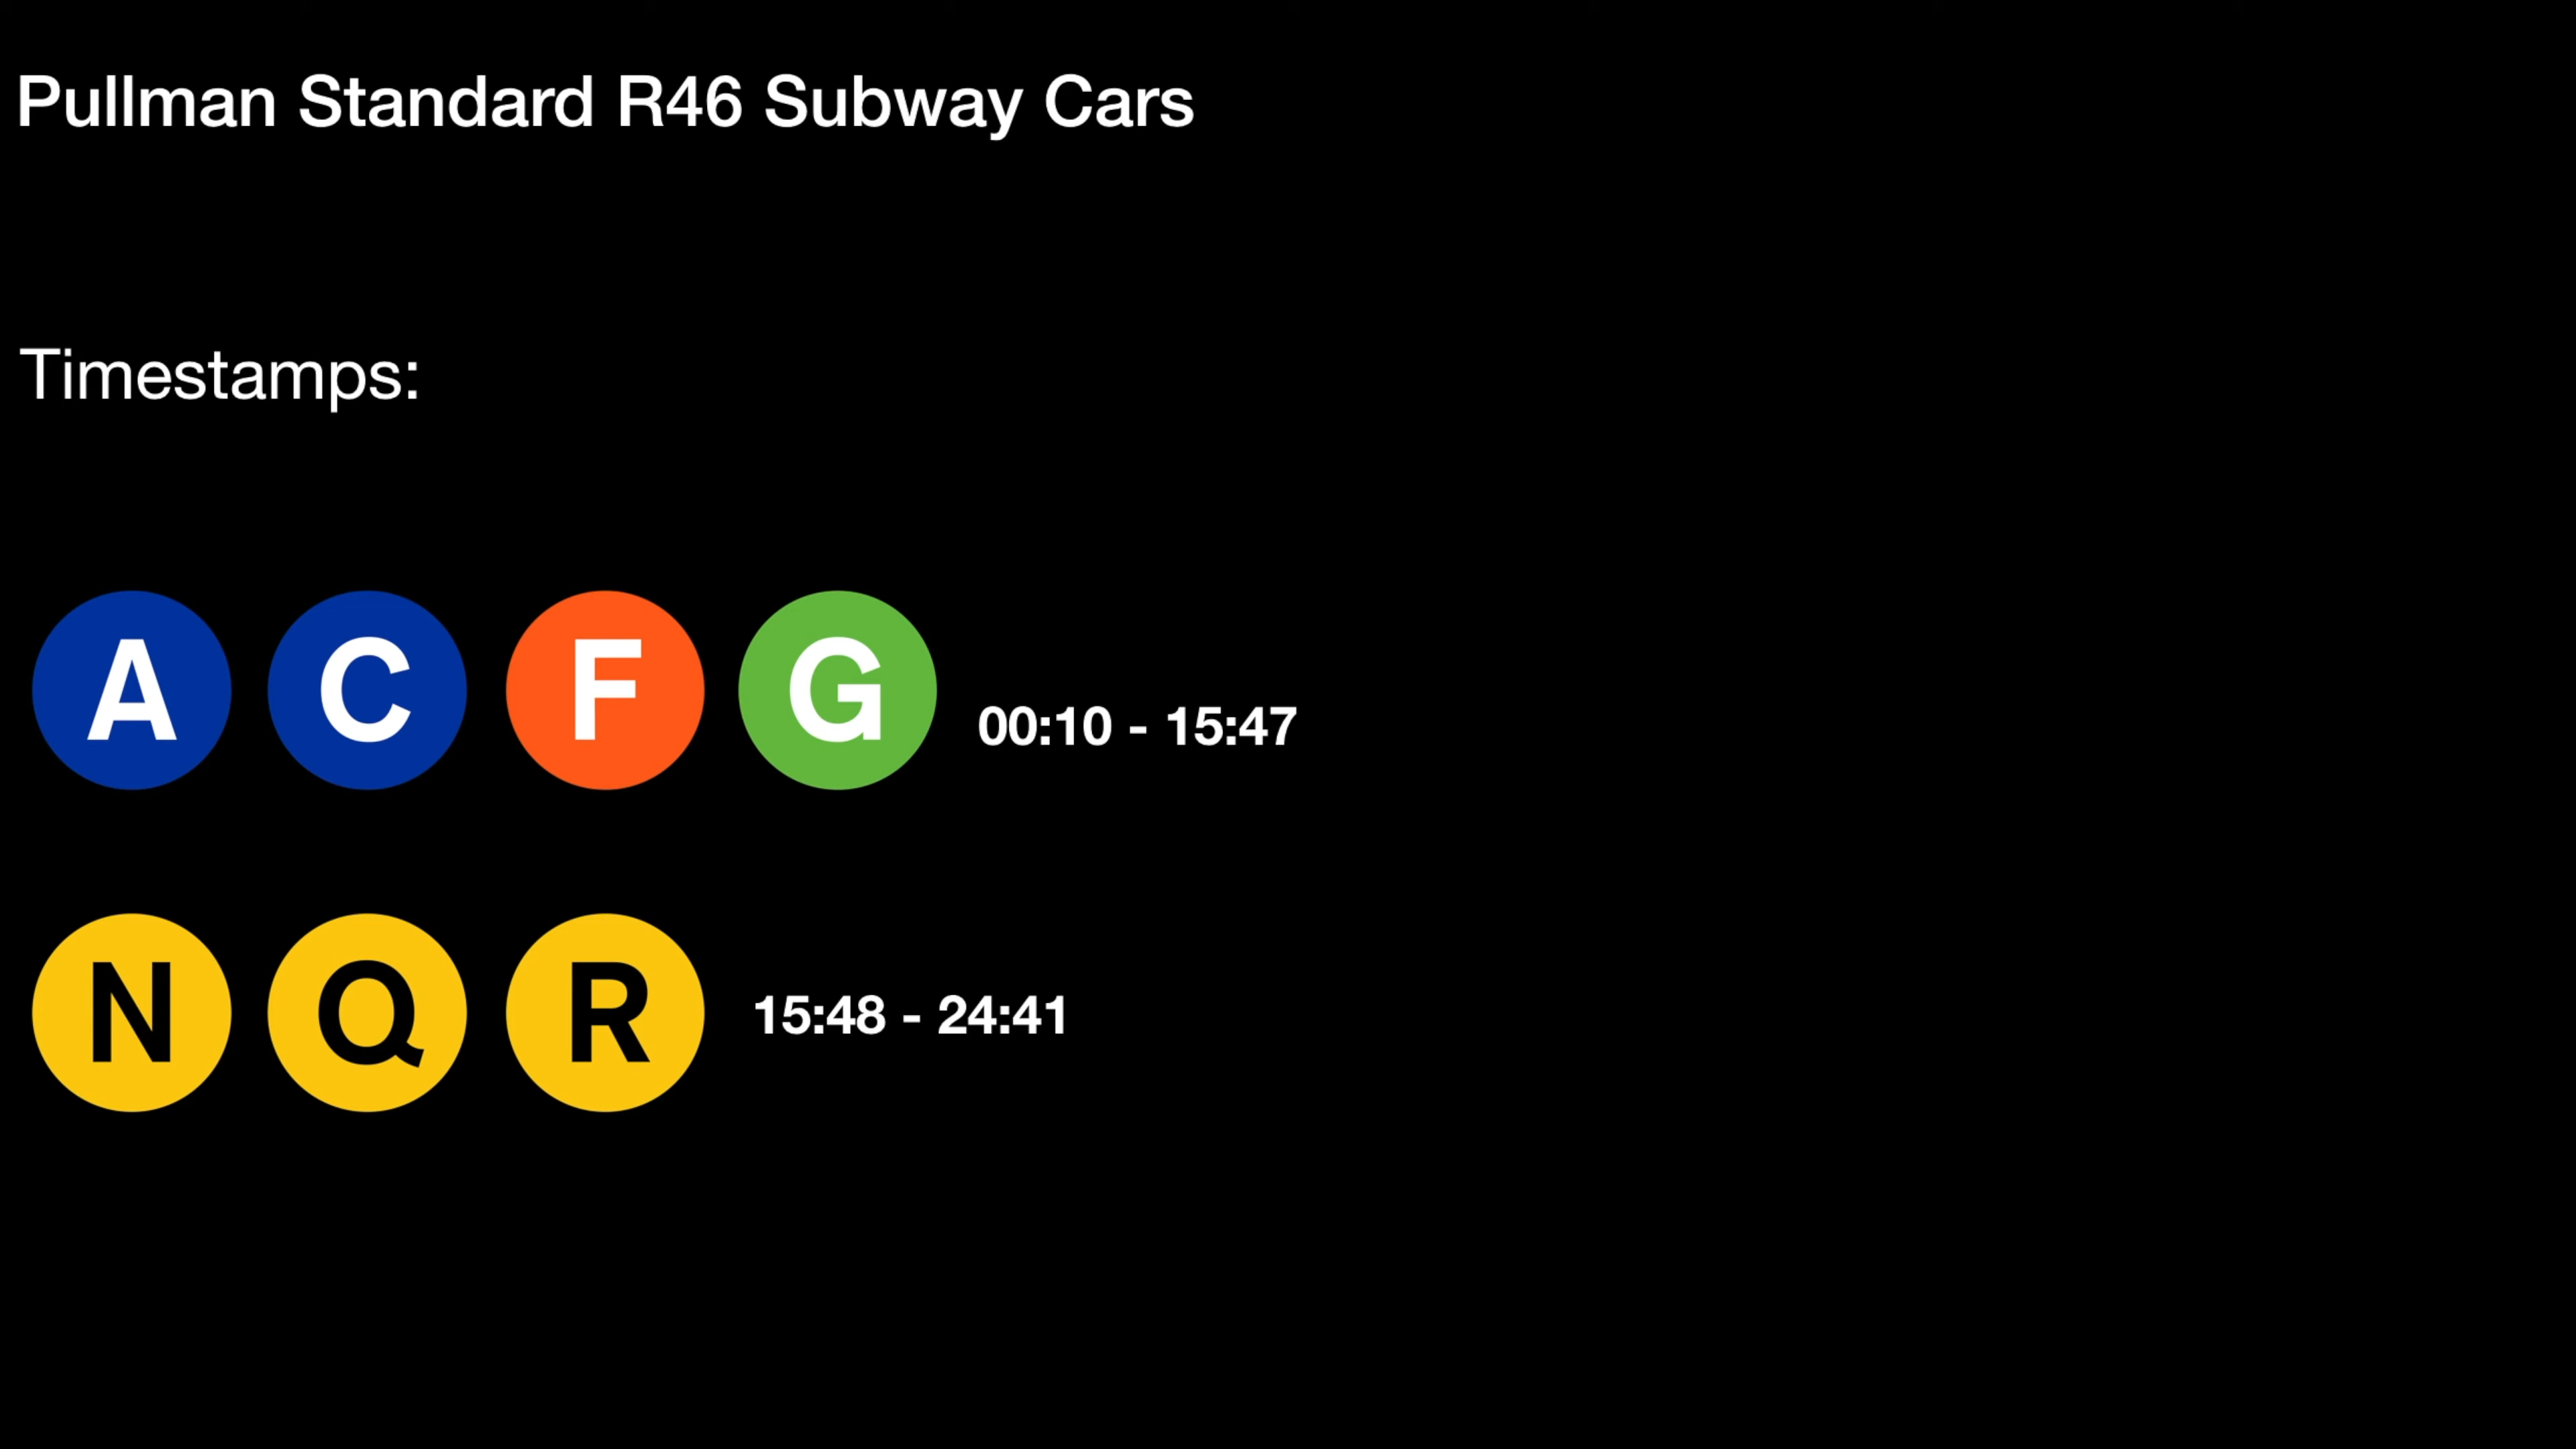 Pullman Standard R46 Subway Cars
Timestamps:
A C F G 00:10 - 15:47
N Q R 15:48 - 24:41